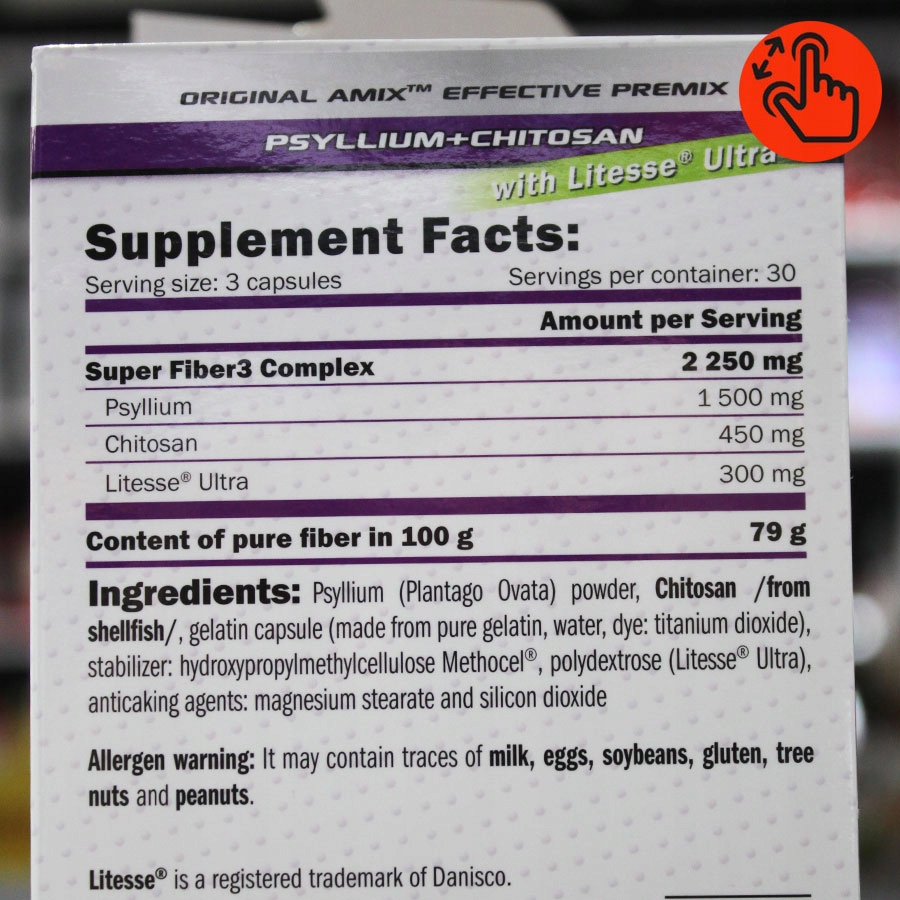 ORIGINAL AMIX™ EFFECTIVE PREMIX
PSYLLIUM+CHITOSAN
with Litesse® Ultra
Supplement Facts:
Serving size: 3 capsules Servings per container: 30
Amount per Serving
Super Fiber3 Complex 2 250 mg
Psyllium 1 500 mg
Chitosan 450 mg
Litesse® Ultra 300 mg
Content of pure fiber in 100 g 79 g
Ingredients: Psyllium (Plantago Ovata) powder, Chitosan /from
shellfish/, gelatin capsule (made from pure gelatin, water, dye: titanium dioxide),
stabilizer: hydroxypropylmethylcellulose Methocel®, polydextrose (Litesse® Ultra),
anticaking agents: magnesium stearate and silicon dioxide
Allergen warning: It may contain traces of milk, eggs, soybeans, gluten, tree
nuts and peanuts.
Litesse® is a registered trademark of Danisco.